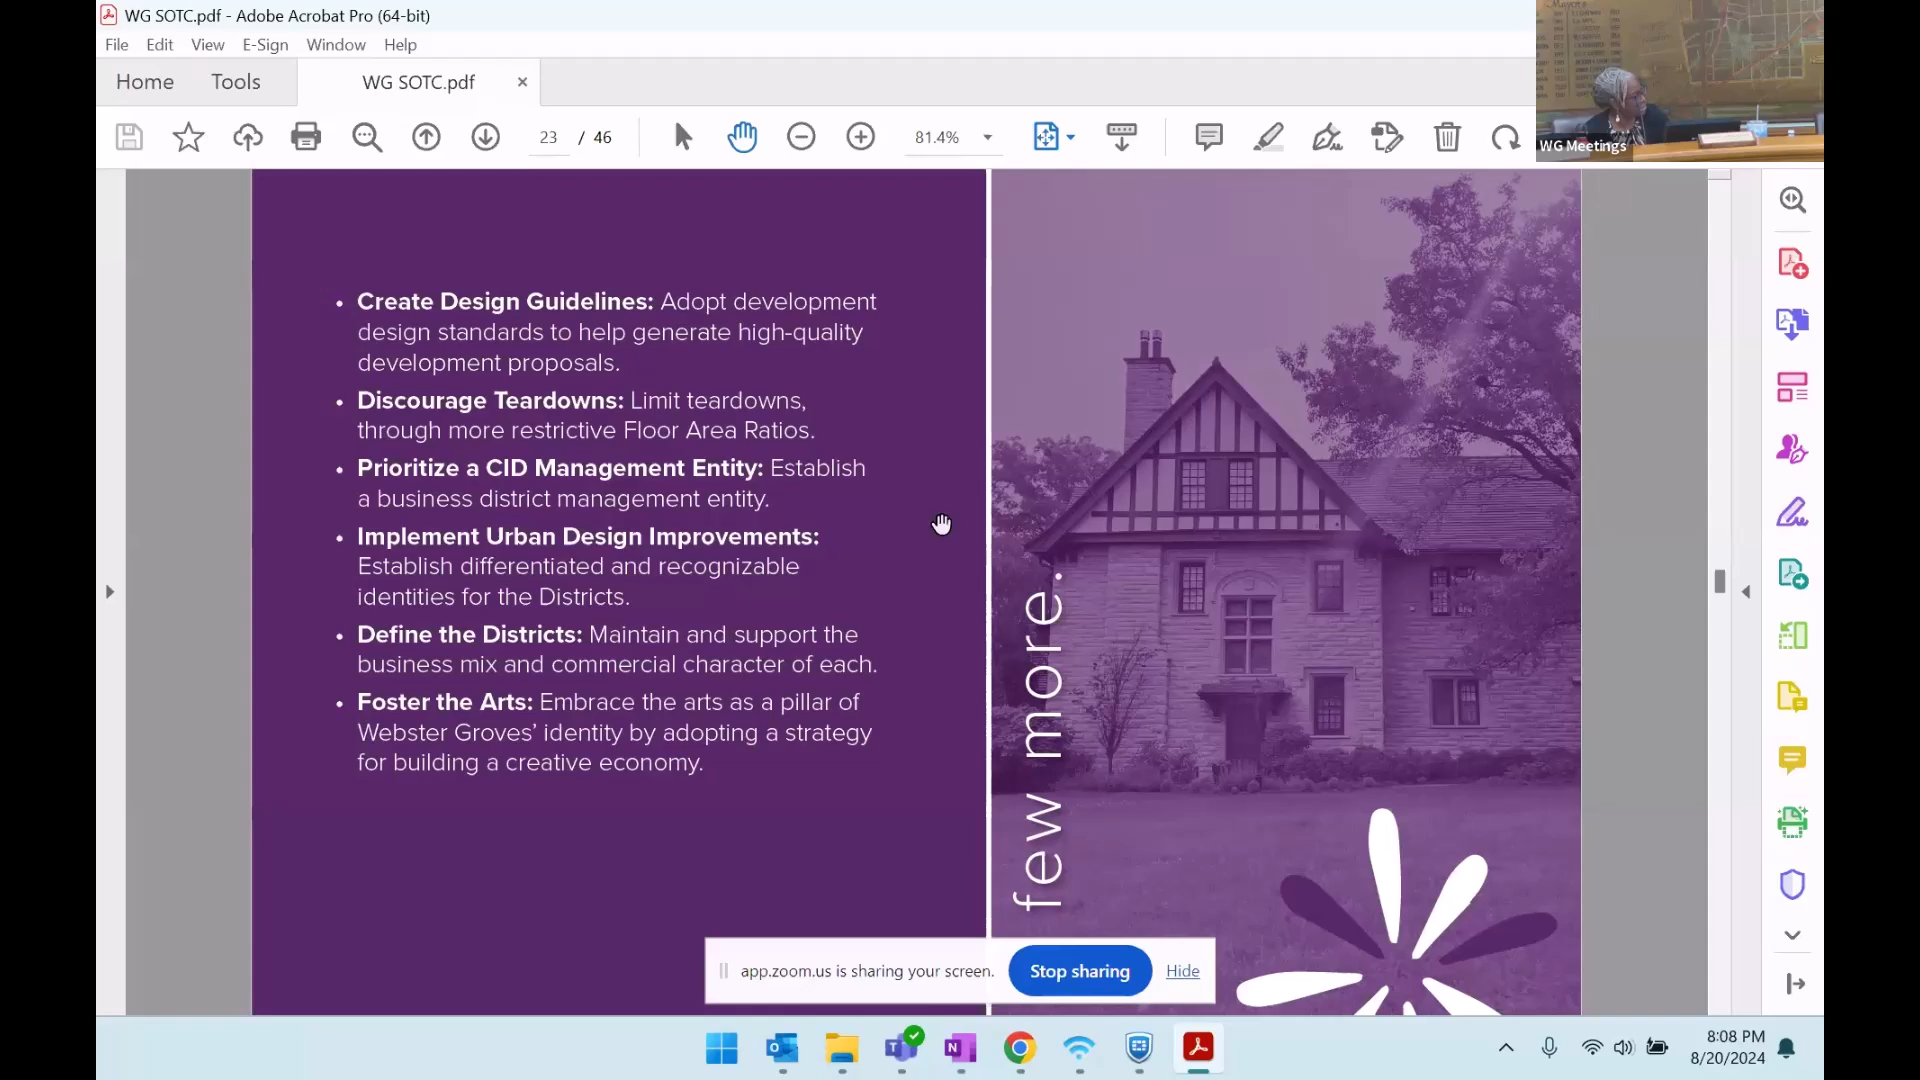 WG SOTC.pdf - Adobe Acrobat Pro (64-bit)
File Edit View E-Sign Window Help
Home Tools WG SOTC.pdf ×
23 / 46 81.4%
WG Meetings
• Create Design Guidelines: Adopt development
design standards to help generate high-quality
development proposals.
• Discourage Teardowns: Limit teardowns,
through more restrictive Floor Area Ratios.
• Prioritize a CID Management Entity: Establish
a business district management entity.
• Implement Urban Design Improvements:
Establish differentiated and recognizable
identities for the Districts.
• Define the Districts: Maintain and support the
business mix and commercial character of each.
• Foster the Arts: Embrace the arts as a pillar of
Webster Groves’ identity by adopting a strategy
for building a creative economy.
few more.
app.zoom.us is sharing your screen. Stop sharing Hide
8:08 PM
8/20/2024